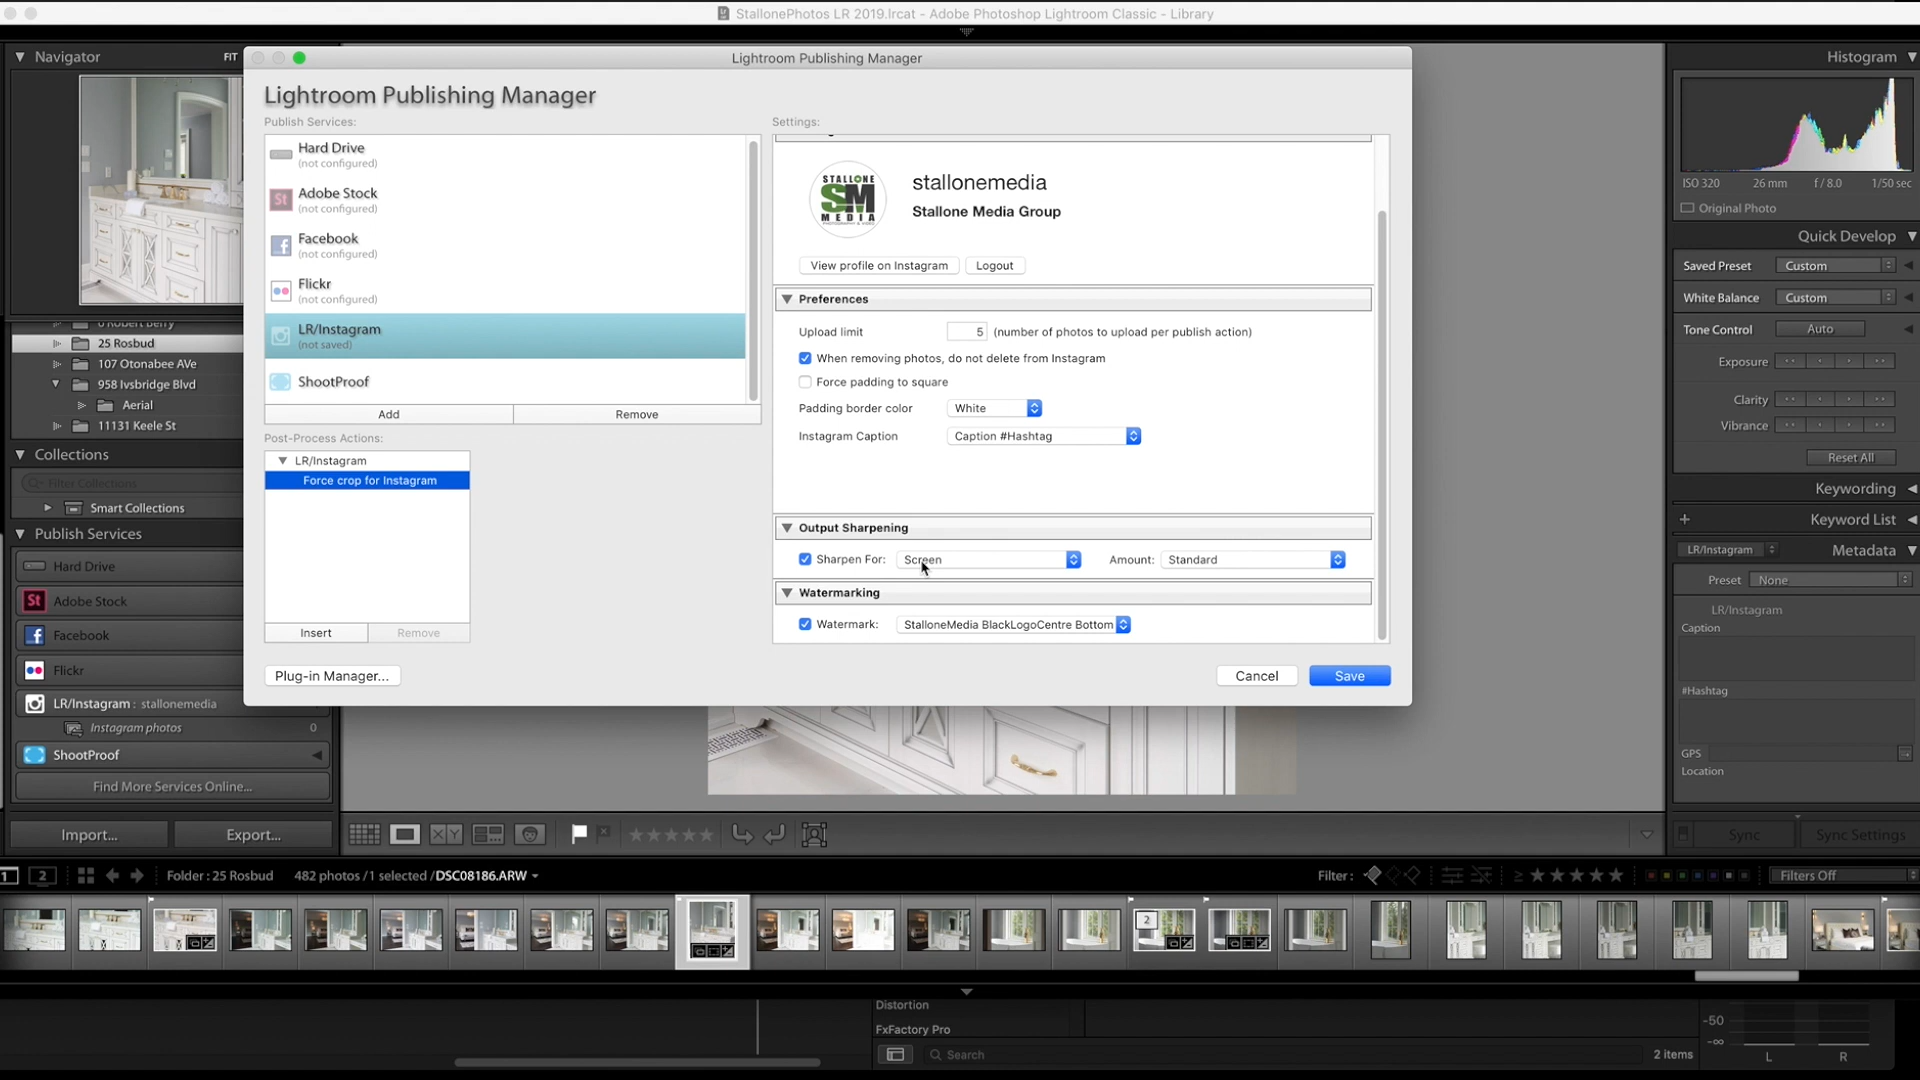 StallonePhotos LR 2019.lrcat - Adobe Photoshop Lightroom Classic - Library
Navigator
FIT
Lightroom Publishing Manager
Lightroom Publishing Manager
Publish Services:
Hard Drive
(not configured)
St
Adobe Stock
(not configured)
Facebook
(not configured)
Flickr
(not configured)
LR/Instagram
(not saved)
ShootProof
Add
Remove
Post-Process Actions:
LR/Instagram
Force crop for Instagram
Insert
Remove
Plug-in Manager...
Settings:
STALLONE
SM
MEDIA
stallonemedia
Stallone Media Group
View profile on Instagram
Logout
Preferences
Upload limit
5
(number of photos to upload per publish action)
When removing photos, do not delete from Instagram
Force padding to square
Padding border color
White
Instagram Caption
Caption #Hashtag
Output Sharpening
Sharpen For:
Screen
Amount:
Standard
Watermarking
Watermark:
StalloneMedia BlackLogoCentre Bottom
Cancel
Save
25 Rosbud
107 Otonabee AVe
958 Ivsbridge Blvd
Aerial
11131 Keele St
Collections
Filter Collections
Smart Collections
Publish Services
Hard Drive
St
Adobe Stock
Facebook
Flickr
LR/Instagram : stallonemedia
Instagram photos
0
ShootProof
Find More Services Online...
Import...
Export...
Histogram
ISO 320
26 mm
f / 8.0
1/50 sec
Original Photo
Quick Develop
Saved Preset
Custom
White Balance
Custom
Tone Control
Auto
Exposure
Clarity
Vibrance
Reset All
Keywording
Keyword List
LR/Instagram
Metadata
Preset
None
LR/Instagram
Caption
#Hashtag
GPS
Location
Sync
Sync Settings
X Y
1
2
Folder : 25 Rosbud
482 photos / 1 selected / DSC08186.ARW
Filter :
Filters Off
2
Distortion
FxFactory Pro
Search
2 items
-50
-∞
L
R